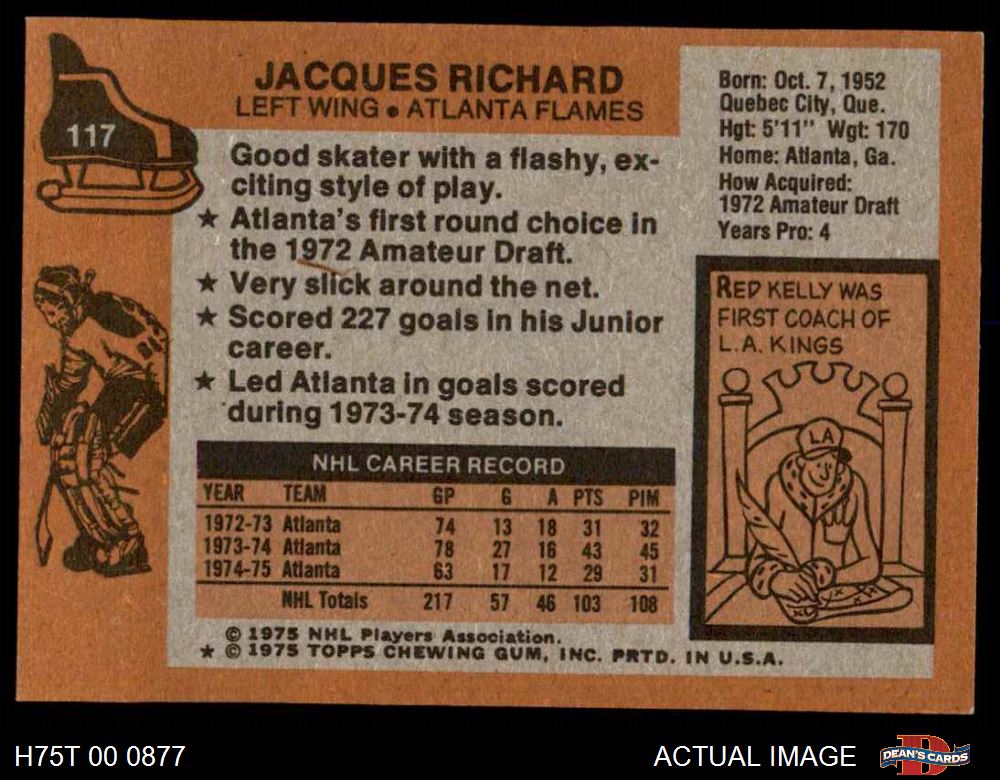 117
JACQUES RICHARD
LEFT WING • ATLANTA FLAMES
Good skater with a flashy, ex-
citing style of play.
★ Atlanta's first round choice in
the 1972 Amateur Draft.
★ Very slick around the net.
★ Scored 227 goals in his Junior
career.
★ Led Atlanta in goals scored
during 1973-74 season.
Born: Oct. 7, 1952
Quebec City, Que.
Hgt: 5'11" Wgt: 170
Home: Atlanta, Ga.
How Acquired:
1972 Amateur Draft
Years Pro: 4
RED KELLY WAS
FIRST COACH OF
L.A. KINGS
LA
NHL CAREER RECORD
YEAR TEAM GP G A PTS PIM
1972-73 Atlanta 74 13 18 31 32
1973-74 Atlanta 78 27 16 43 45
1974-75 Atlanta 63 17 12 29 31
NHL Totals 217 57 46 103 108
© 1975 NHL Players Association.
★ © 1975 TOPPS CHEWING GUM, INC. PRTD. IN U.S.A.
H75T 00 0877
ACTUAL IMAGE
DEAN'S CARDS